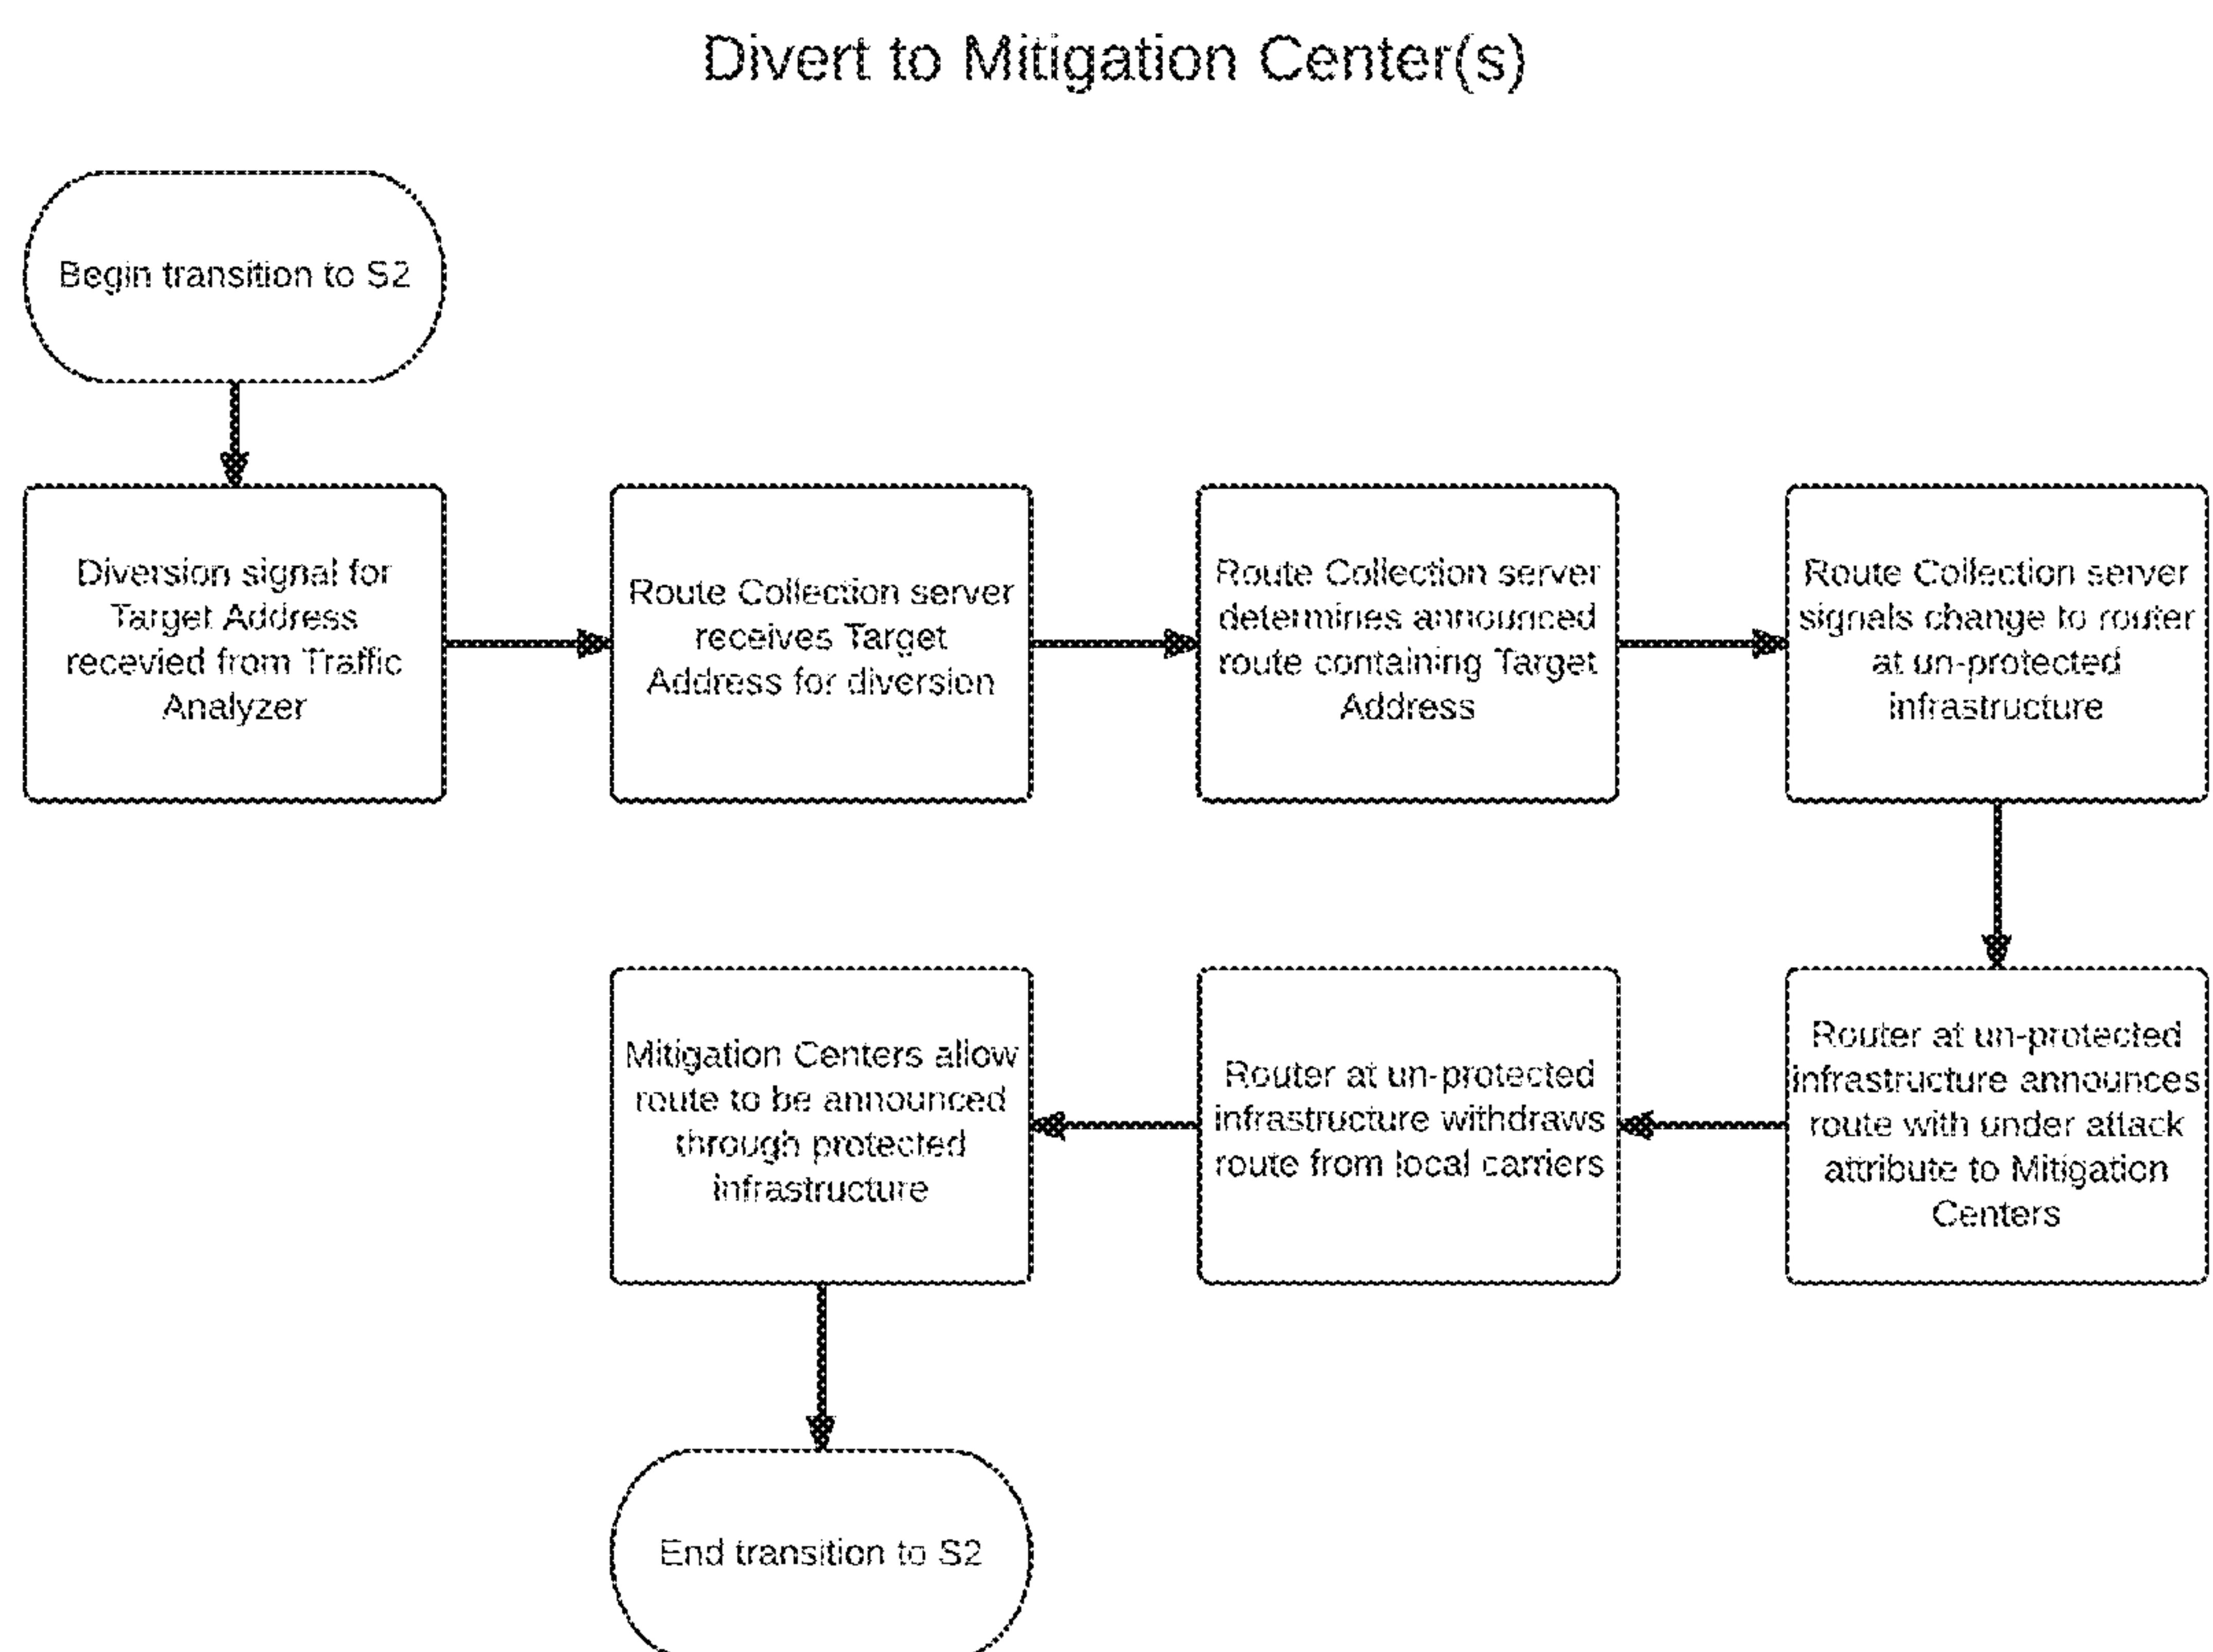 Divert to Mitigation Center(s)
Begin transition to S2
Diversion signal for
Target Address
recevied from Traffic
Analyzer
Route Collection server
receives Target
Address for diversion
Route Collection server
determines announced
route containing Target
Address
Route Collection server
signals change to router
at un-protected
infrastructure
Router at un-protected
infrastructure announces
route with under attack
attribute to Mitigation
Centers
Router at un-protected
infrastructure withdraws
route from local carriers
Mitigation Centers allow
route to be announced
through protected
infrastructure
End transition to S2